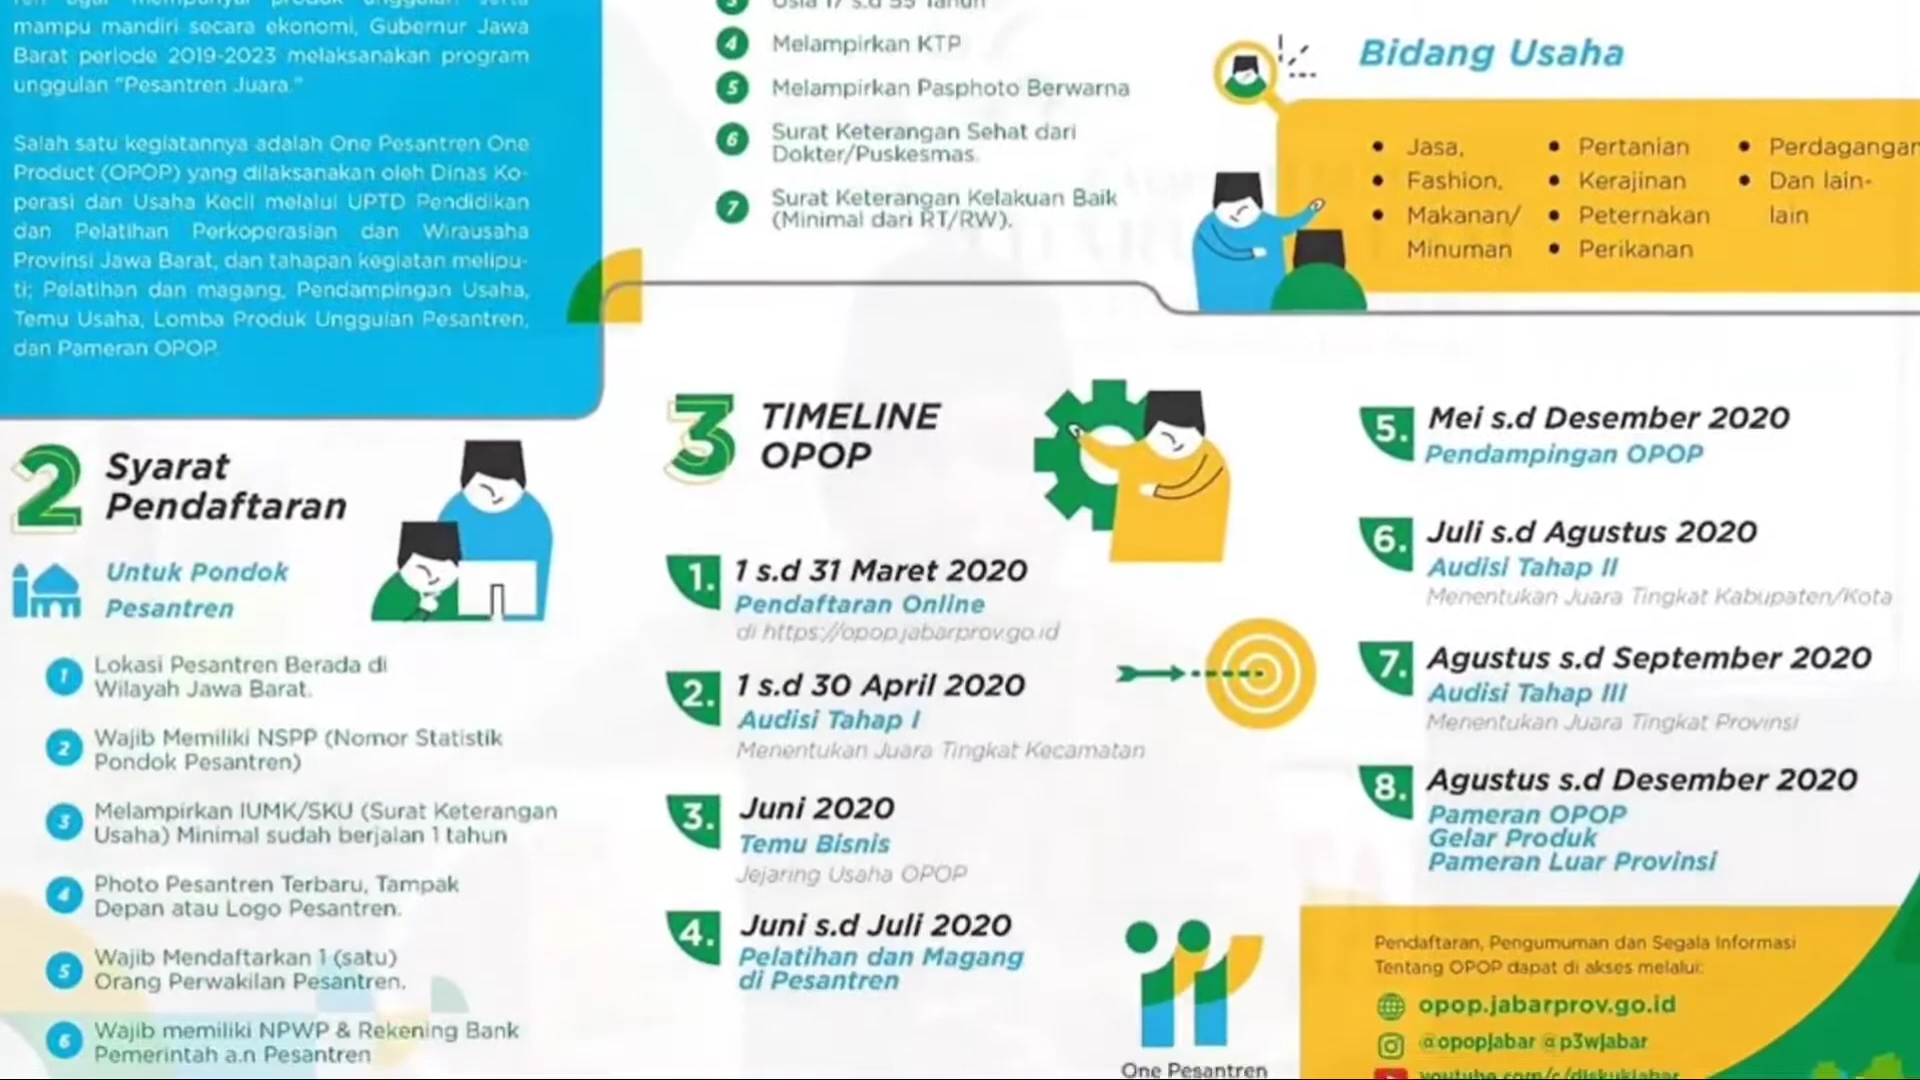 mampu mandiri secara ekonomi, Gubernur Jawa
Barat periode 2019-2023 melaksanakan program
unggulan "Pesantren Juara."
Salah satu kegiatannya adalah One Pesantren One
Product (OPOP) yang dilaksanakan oleh Dinas Ko-
perasi dan Usaha Kecil melalui UPTD Pendidikan
dan Pelatihan Perkoperasian dan Wirausaha
Provinsi Jawa Barat, dan tahapan kegiatan melipu-
ti; Pelatihan dan magang, Pendampingan Usaha,
Temu Usaha, Lomba Produk Unggulan Pesantren,
dan Pameran OPOP.
2 Syarat
Pendaftaran
Untuk Pondok
Pesantren
1 Lokasi Pesantren Berada di
Wilayah Jawa Barat.
2 Wajib Memiliki NSPP (Nomor Statistik
Pondok Pesantren)
3 Melampirkan IUMK/SKU (Surat Keterangan
Usaha) Minimal sudah berjalan 1 tahun
4 Photo Pesantren Terbaru, Tampak
Depan atau Logo Pesantren.
5 Wajib Mendaftarkan 1 (satu)
Orang Perwakilan Pesantren.
6 Wajib memiliki NPWP & Rekening Bank
Pemerintah a.n Pesantren
3 Usia 17 s.d 55 Tahun
4 Melampirkan KTP
5 Melampirkan Pasphoto Berwarna
6 Surat Keterangan Sehat dari
Dokter/Puskesmas.
7 Surat Keterangan Kelakuan Baik
(Minimal dari RT/RW).
Bidang Usaha
• Jasa,
• Fashion,
• Makanan/
Minuman
• Pertanian
• Kerajinan
• Peternakan
• Perikanan
• Perdagangan
• Dan lain-
lain
3 TIMELINE
OPOP
1. 1 s.d 31 Maret 2020
Pendaftaran Online
di https://opop.jabarprov.go.id
2. 1 s.d 30 April 2020
Audisi Tahap I
Menentukan Juara Tingkat Kecamatan
3. Juni 2020
Temu Bisnis
Jejaring Usaha OPOP
4. Juni s.d Juli 2020
Pelatihan dan Magang
di Pesantren
5. Mei s.d Desember 2020
Pendampingan OPOP
6. Juli s.d Agustus 2020
Audisi Tahap II
Menentukan Juara Tingkat Kabupaten/Kota
7. Agustus s.d September 2020
Audisi Tahap III
Menentukan Juara Tingkat Provinsi
8. Agustus s.d Desember 2020
Pameran OPOP
Gelar Produk
Pameran Luar Provinsi
One Pesantren
Pendaftaran, Pengumuman dan Segala Informasi
Tentang OPOP dapat di akses melalui:
opop.jabarprov.go.id
@opopjabar @p3wjabar
youtube.com/c/diskukjabar